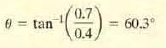 θ = tan⁻¹(0.7/0.4) = 60.3°